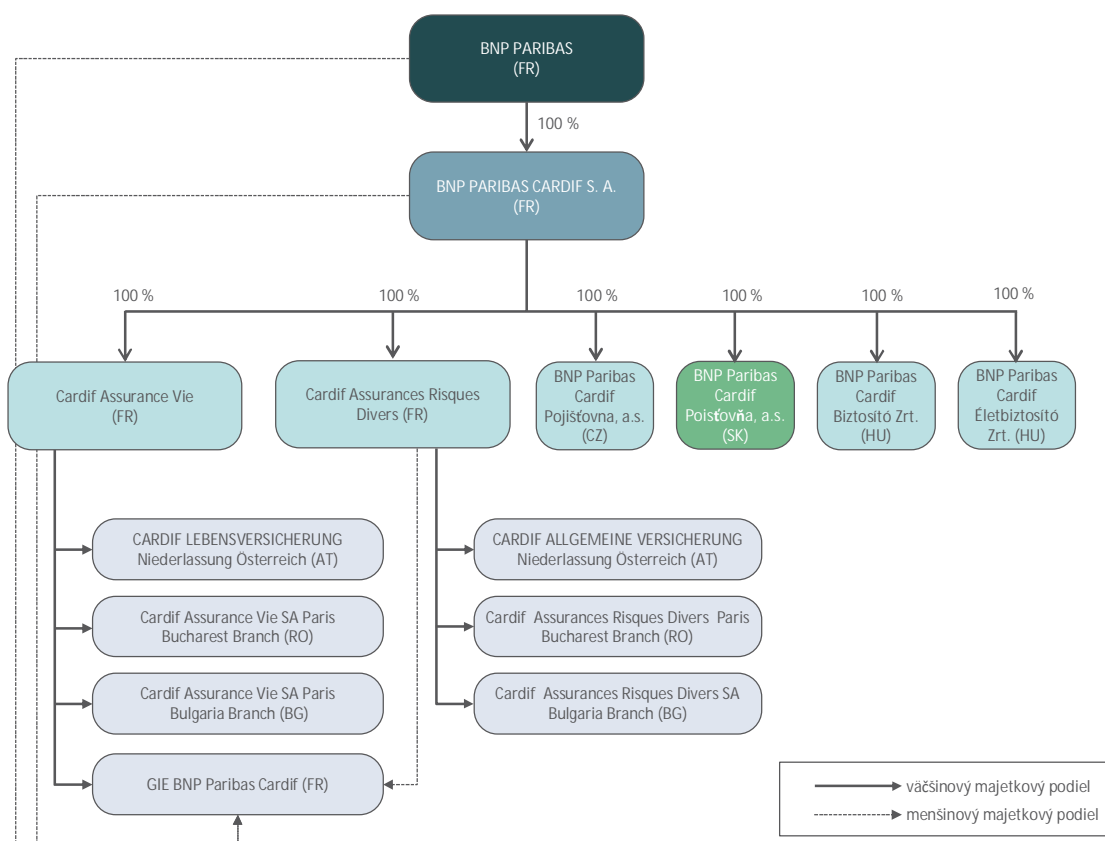 BNP PARIBAS
(FR)
100 %
BNP PARIBAS CARDIF S. A.
(FR)
100 %
100 %
100 %
100 %
100 %
100 %
Cardif Assurance Vie
(FR)
Cardif Assurances Risques
Divers (FR)
BNP Paribas
Cardif
Pojišťovna, a.s.
(CZ)
BNP Paribas
Cardif
Poisťovňa, a.s.
(SK)
BNP Paribas
Cardif
Biztosító Zrt.
(HU)
BNP Paribas
Cardif
Életbiztosító
Zrt. (HU)
CARDIF LEBENSVERSICHERUNG
Niederlassung Österreich (AT)
CARDIF ALLGEMEINE VERSICHERUNG
Niederlassung Österreich (AT)
Cardif Assurance Vie SA Paris
Bucharest Branch (RO)
Cardif Assurances Risques Divers Paris
Bucharest Branch (RO)
Cardif Assurance Vie SA Paris
Bulgaria Branch (BG)
Cardif Assurances Risques Divers SA
Bulgaria Branch (BG)
GIE BNP Paribas Cardif (FR)
väčšinový majetkový podiel
menšinový majetkový podiel